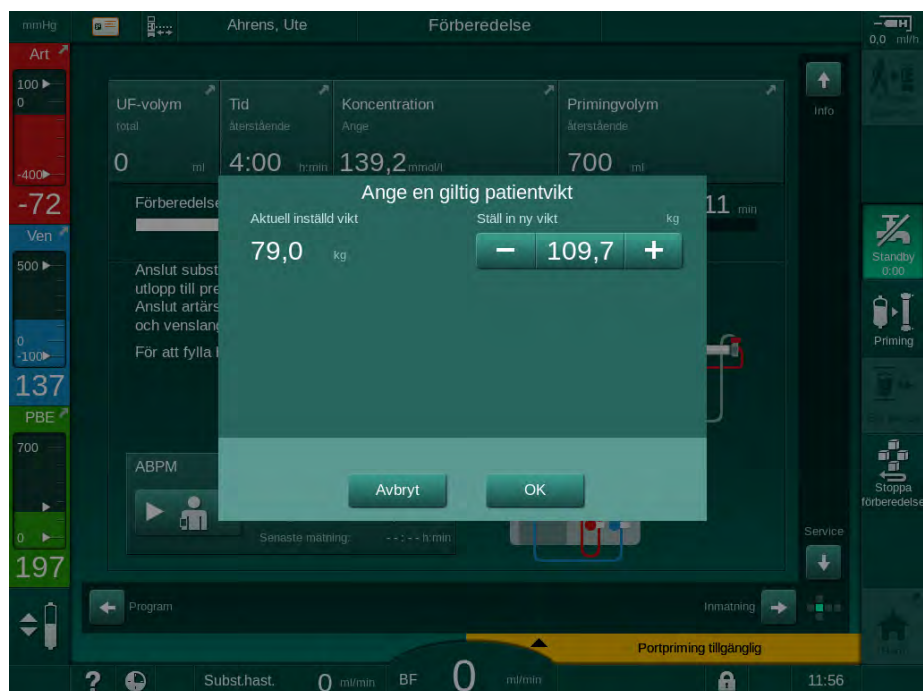 mmHg
Ahrens, Ute
Förberedelse
0,0 ml/h
Art
100
0
-400
-72
Ven
500
0
-100
137
PBE
700
0
197
UF-volym
total
0 ml
Tid
återstående
4:00 h:min
Koncentration
Ange
139,2 mmol/l
Primingvolym
återstående
700 ml
Info
Förberedelse
11 min
Anslut subst
utlopp till pre
Anslut artärs
och venslang
För att fylla
Ange en giltig patientvikt
Aktuell inställd vikt
79,0 kg
Ställ in ny vikt kg
− 109,7 +
Avbryt
OK
ABPM
Senaste mätning: --:-- h:min
Standby
0:00
Priming
Stoppa
förberedelse
Service
Program
Inmatning
Portpriming tillgänglig
? Subst.hast. 0 ml/min BF 0 ml/min 11:56